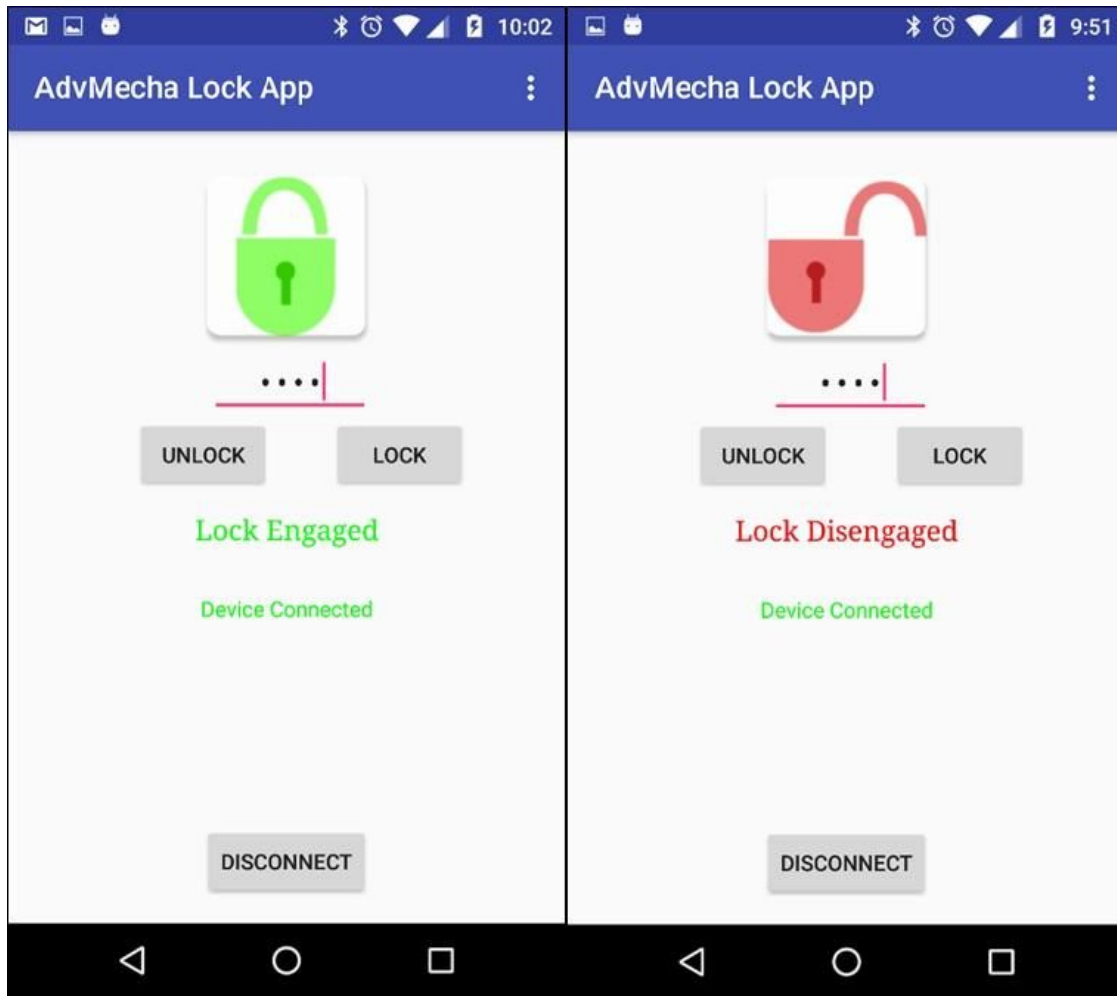 10:02
AdvMecha Lock App
••••
UNLOCK LOCK
Lock Engaged
Device Connected
DISCONNECT
9:51
AdvMecha Lock App
••••
UNLOCK LOCK
Lock Disengaged
Device Connected
DISCONNECT